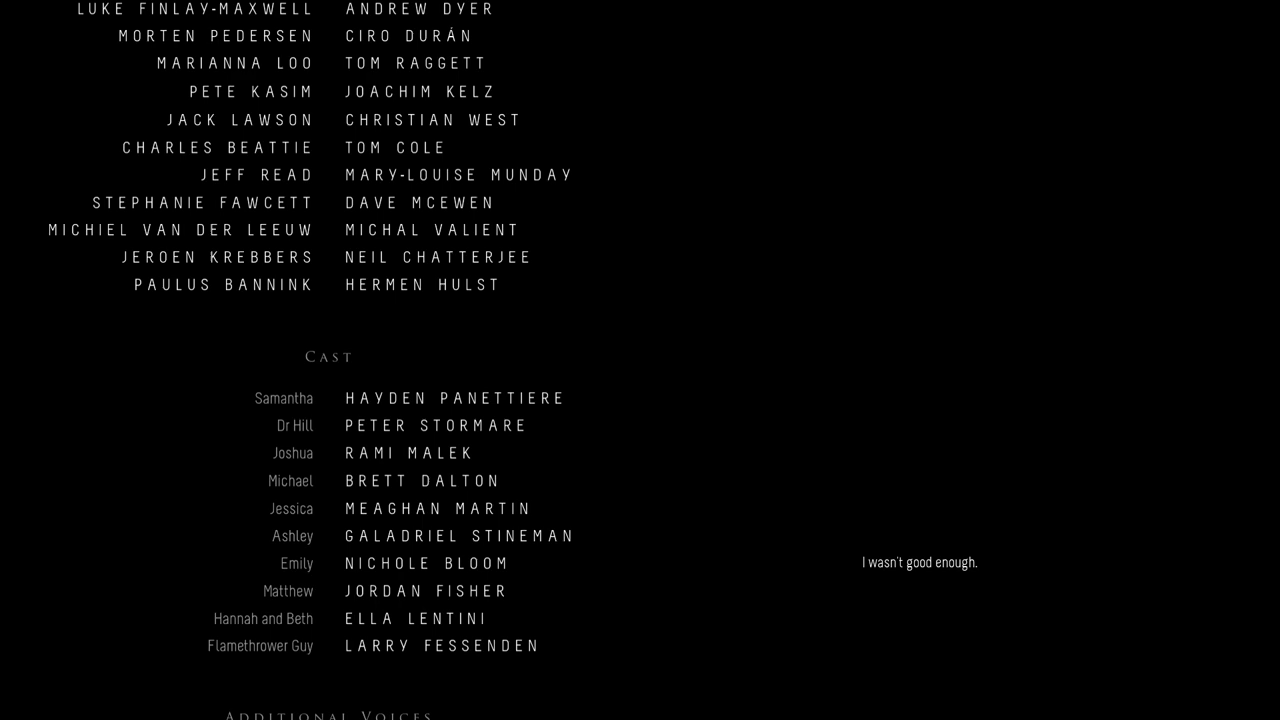 LUKE FINLAY-MAXWELL ANDREW DYER
MORTEN PEDERSEN CIRO DURÁN
MARIANNA LOO TOM RAGGETT
PETE KASIM JOACHIM KELZ
JACK LAWSON CHRISTIAN WEST
CHARLES BEATTIE TOM COLE
JEFF READ MARY-LOUISE MUNDAY
STEPHANIE FAWCETT DAVE MCEWEN
MICHIEL VAN DER LEEUW MICHAL VALIENT
JEROEN KREBBERS NEIL CHATTERJEE
PAULUS BANNINK HERMEN HULST
CAST
Samantha HAYDEN PANETTIERE
Dr Hill PETER STORMARE
Joshua RAMI MALEK
Michael BRETT DALTON
Jessica MEAGHAN MARTIN
Ashley GALADRIEL STINEMAN
Emily NICHOLE BLOOM
I wasn't good enough.
Matthew JORDAN FISHER
Hannah and Beth ELLA LENTINI
Flamethrower Guy LARRY FESSENDEN
ADDITIONAL VOICES